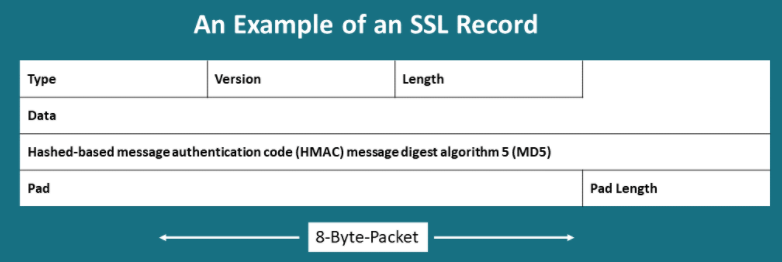 An Example of an SSL Record
Type Version Length
Data
Hashed-based message authentication code (HMAC) message digest algorithm 5 (MD5)
Pad Pad Length
8-Byte-Packet